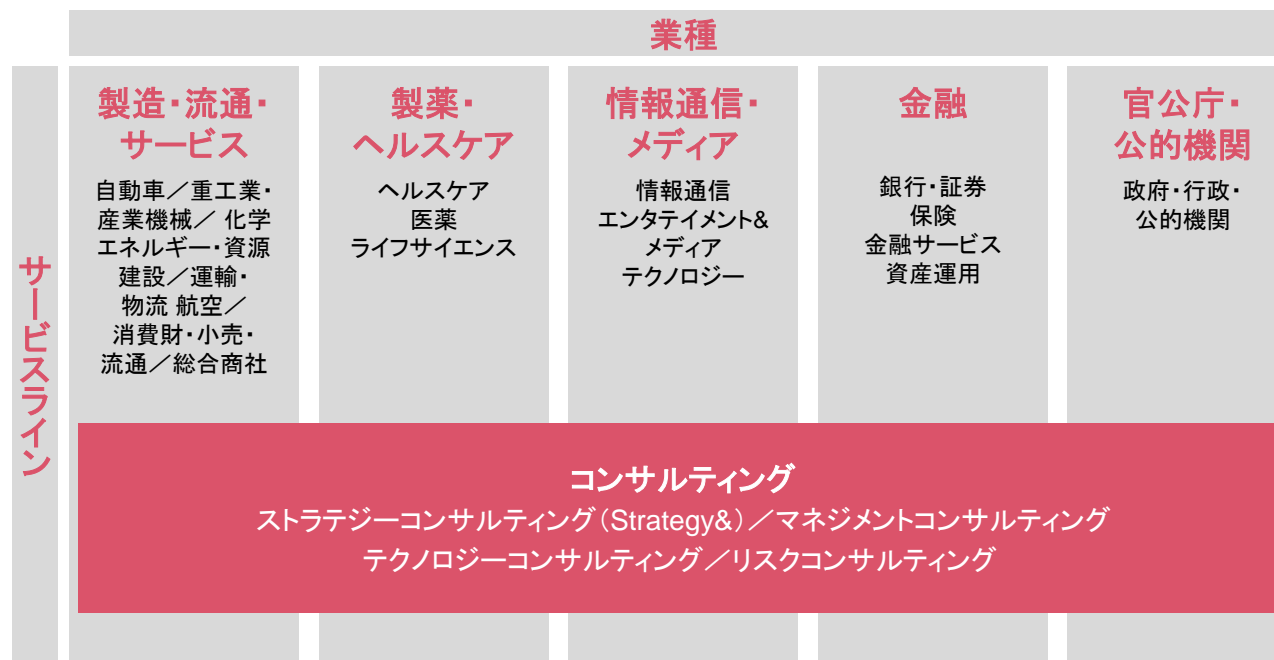 業種
サービスライン
製造・流通・
サービス
自動車／重工業・
産業機械／ 化学
エネルギー・資源
建設／運輸・
物流 航空／
消費財・小売・
流通／総合商社
製薬・
ヘルスケア
ヘルスケア
医薬
ライフサイエンス
情報通信・
メディア
情報通信
エンタテイメント&
メディア
テクノロジー
金融
銀行・証券
保険
金融サービス
資産運用
官公庁・
公的機関
政府・行政・
公的機関
コンサルティング
ストラテジーコンサルティング（Strategy&）／マネジメントコンサルティング
テクノロジーコンサルティング／リスクコンサルティング